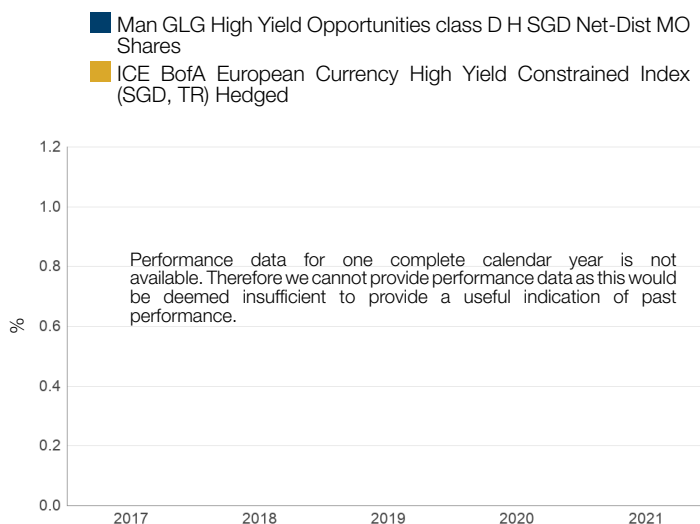 Man GLG High Yield Opportunities class D H SGD Net-Dist MO
Shares
ICE BofA European Currency High Yield Constrained Index
(SGD, TR) Hedged
1.2
1.0
0.8
0.6
0.4
0.2
0.0
%
Performance data for one complete calendar year is not
available. Therefore we cannot provide performance data as this would
be deemed insufficient to provide a useful indication of past
performance.
2017 2018 2019 2020 2021